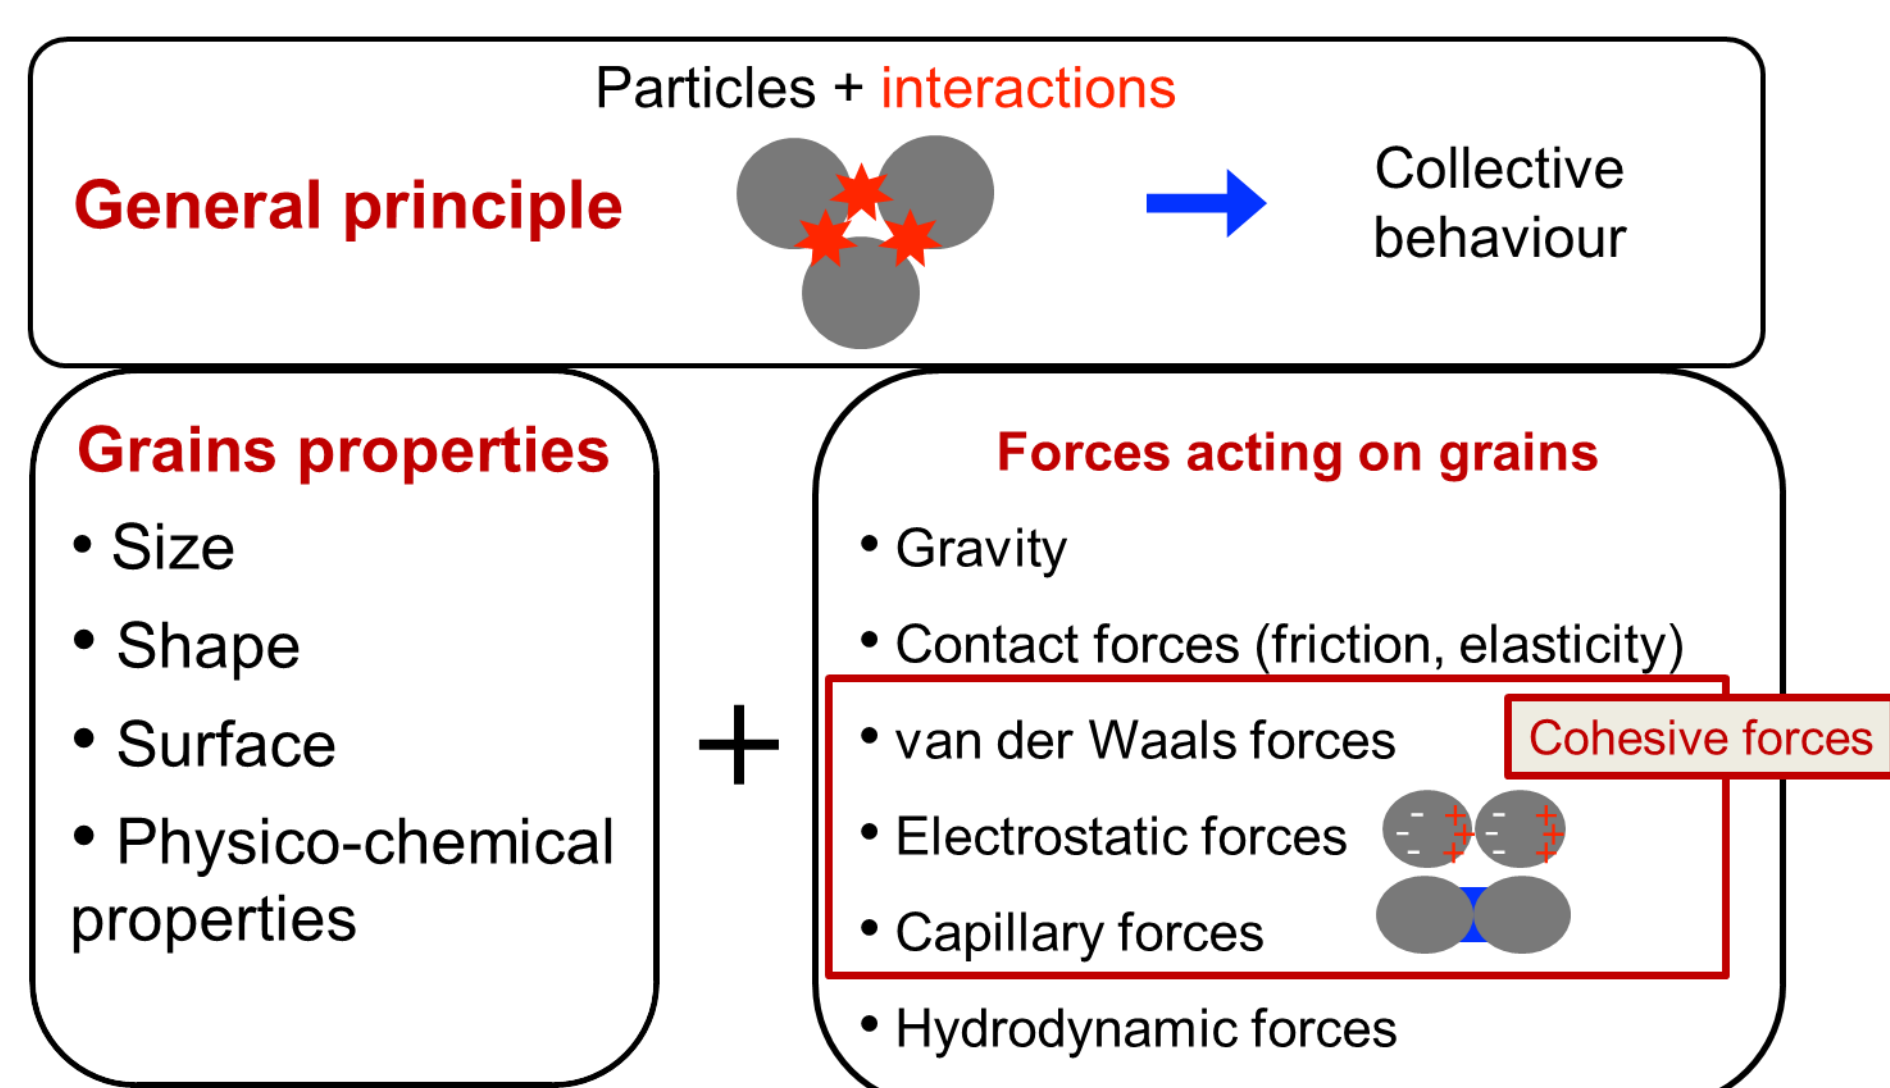 Particles + interactions
General principle
Collective
behaviour
Grains properties
• Size
• Shape
• Surface
• Physico-chemical
properties
+
Forces acting on grains
• Gravity
• Contact forces (friction, elasticity)
• van der Waals forces
Cohesive forces
• Electrostatic forces
• Capillary forces
• Hydrodynamic forces